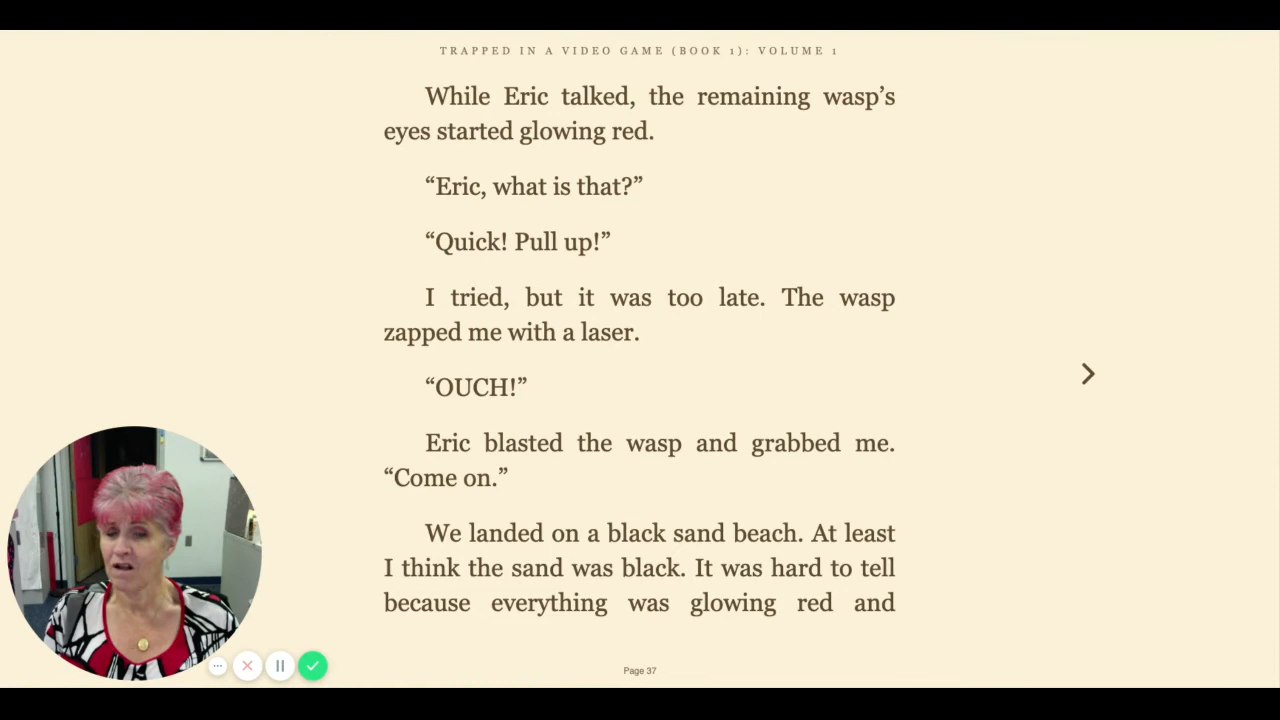 TRAPPED IN A VIDEO GAME (BOOK 1): VOLUME 1
While Eric talked, the remaining wasp’s
eyes started glowing red.
“Eric, what is that?”
“Quick! Pull up!”
I tried, but it was too late. The wasp
zapped me with a laser.
“OUCH!”
Eric blasted the wasp and grabbed me.
“Come on.”
We landed on a black sand beach. At least
I think the sand was black. It was hard to tell
because everything was glowing red and
Page 37